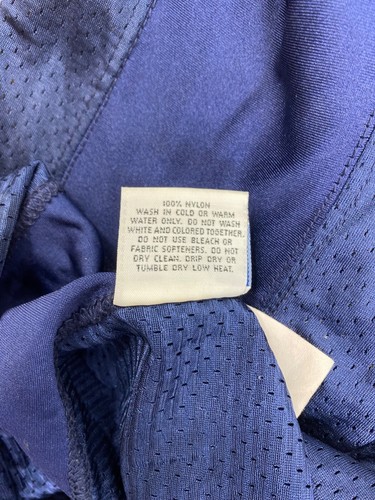 100% NYLON
WASH IN COLD OR WARM
WATER ONLY. DO NOT WASH
WHITE AND COLORED TOGETHER.
DO NOT USE BLEACH OR
FABRIC SOFTENERS. DO NOT
DRY CLEAN. DRIP DRY OR
TUMBLE DRY LOW HEAT.